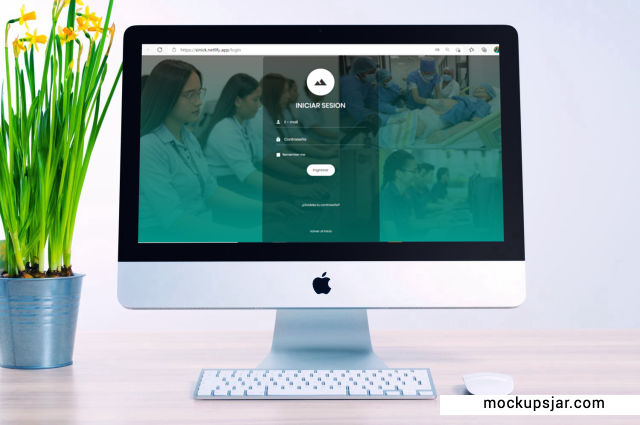 https://sinick.netlify.app/login
INICIAR SESION
E - mail
Contraseña
Remember me
Ingresar
¿Olvidaste tu contraseña?
Volver al Inicio
mockupsjar.com